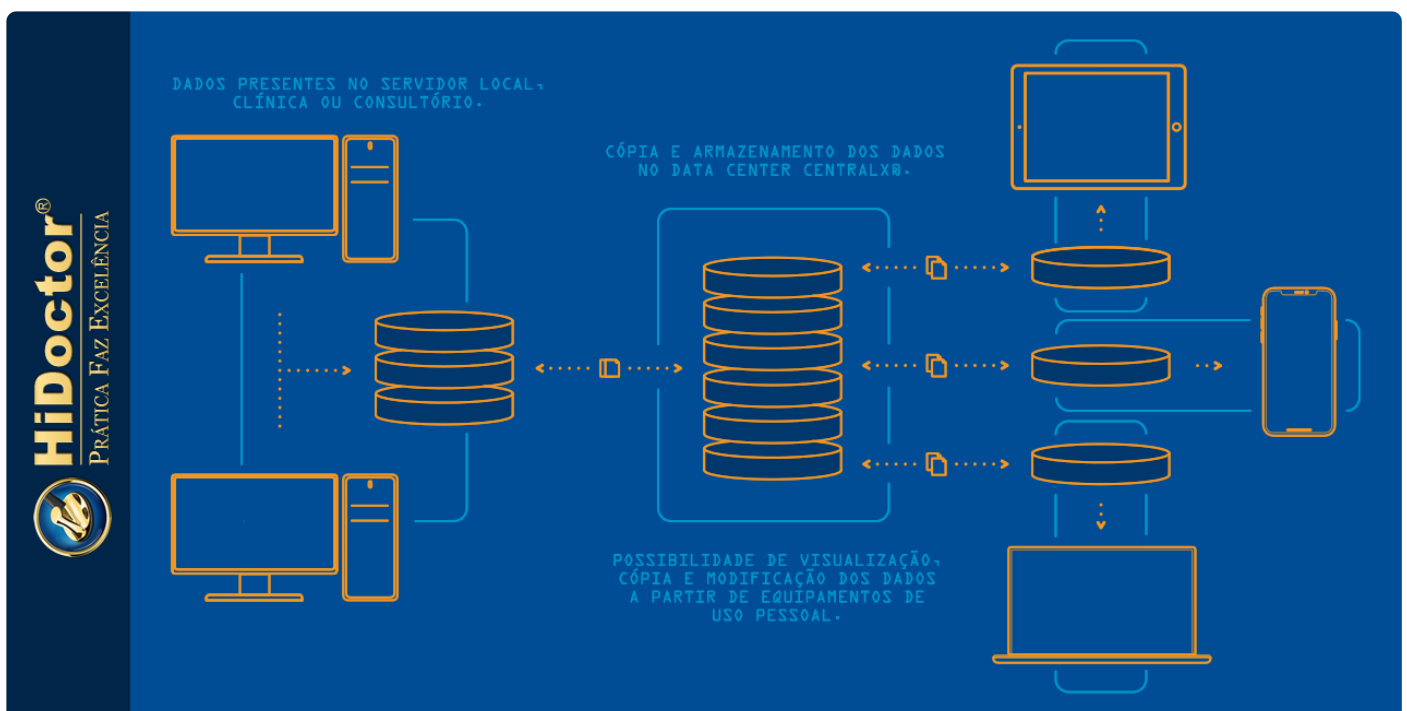 HiDoctor®
PRÁTICA FAZ EXCELÊNCIA
DADOS PRESENTES NO SERVIDOR LOCAL,
CLÍNICA OU CONSULTÓRIO.
CÓPIA E ARMAZENAMENTO DOS DADOS
NO DATA CENTER CENTRALX®.
POSSIBILIDADE DE VISUALIZAÇÃO,
CÓPIA E MODIFICAÇÃO DOS DADOS
A PARTIR DE EQUIPAMENTOS DE
USO PESSOAL.